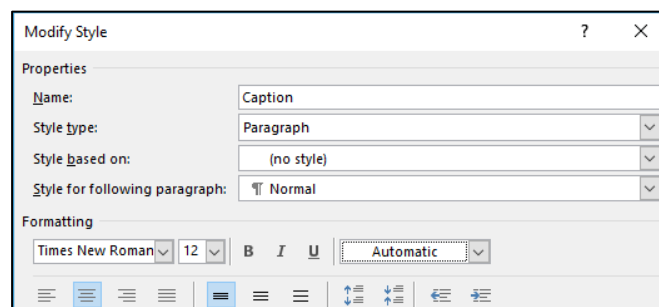 Modify Style ?
Properties
Name: Caption
Style type: Paragraph
Style based on: (no style)
Style for following paragraph: ¶ Normal
Formatting
Times New Roman 12 B I U Automatic